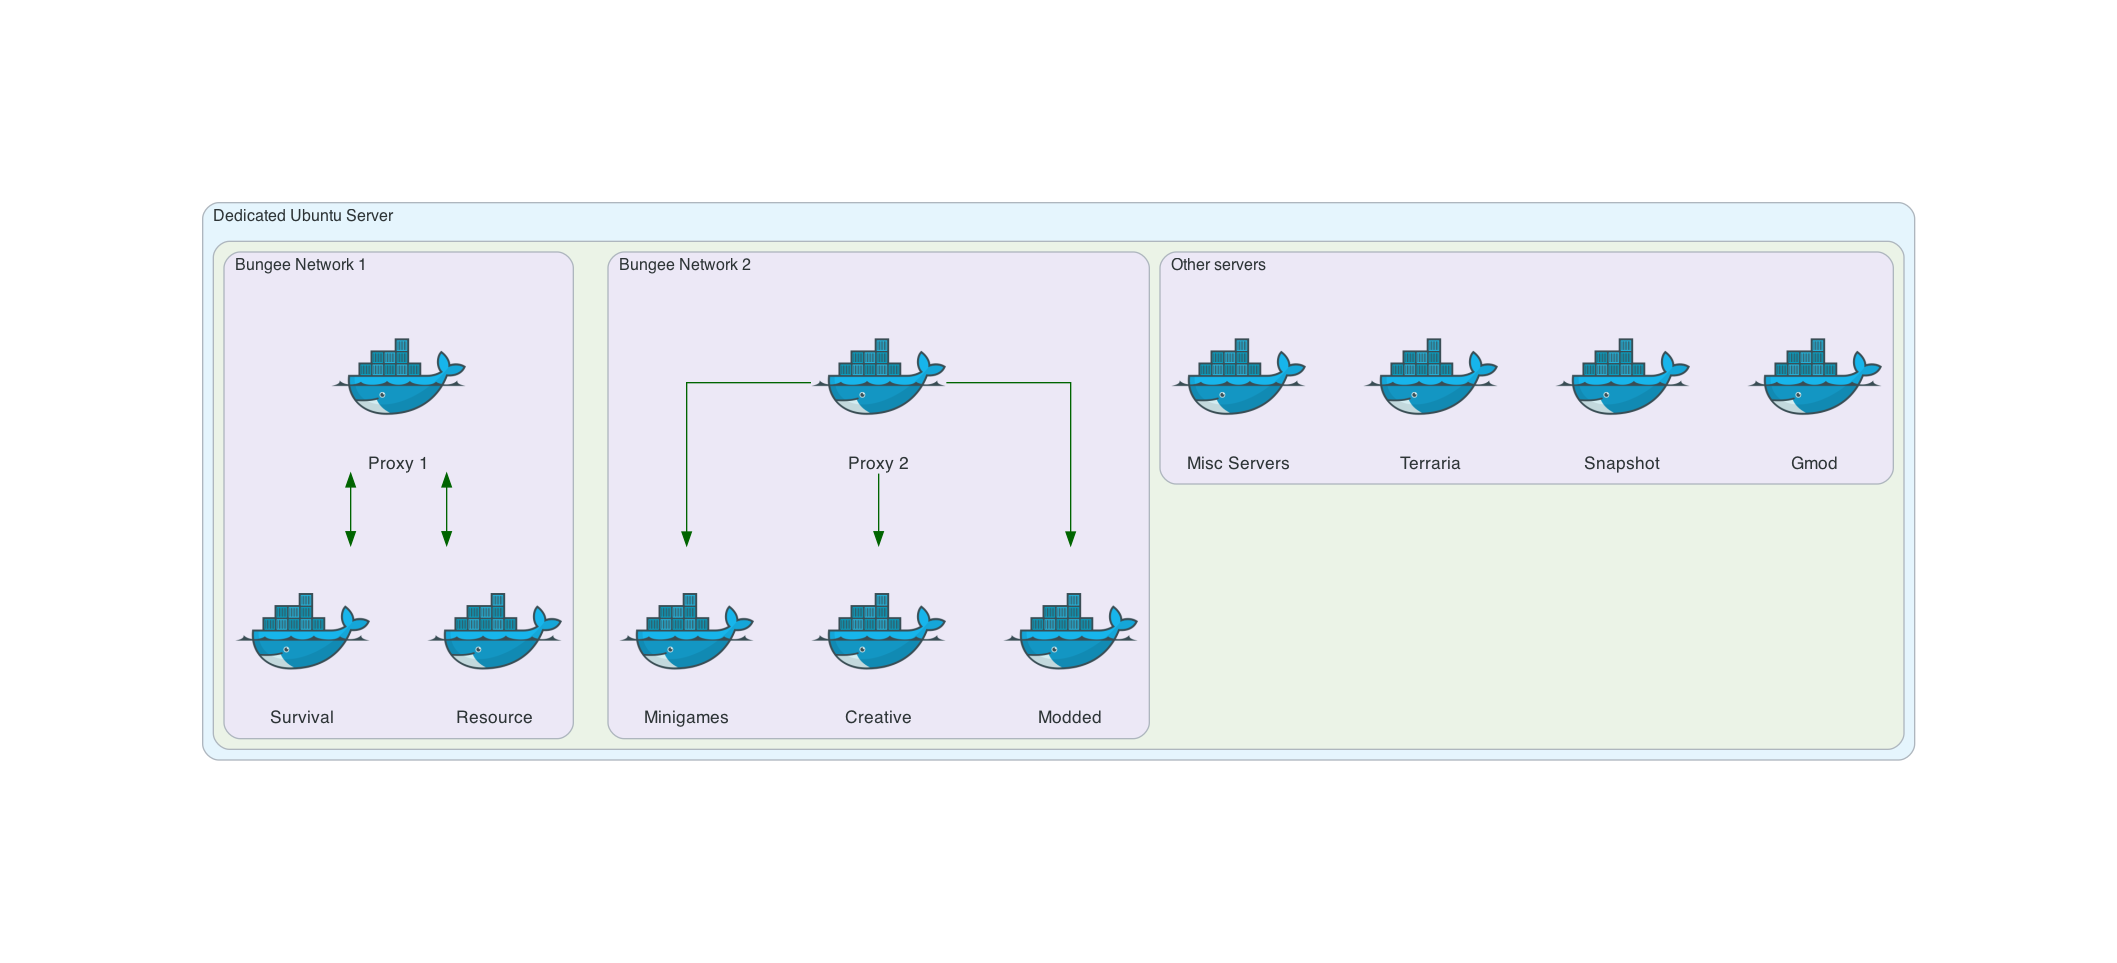 Dedicated Ubuntu Server
Bungee Network 1
Bungee Network 2
Other servers
Proxy 1
Proxy 2
Misc Servers
Terraria
Snapshot
Gmod
Survival
Resource
Minigames
Creative
Modded